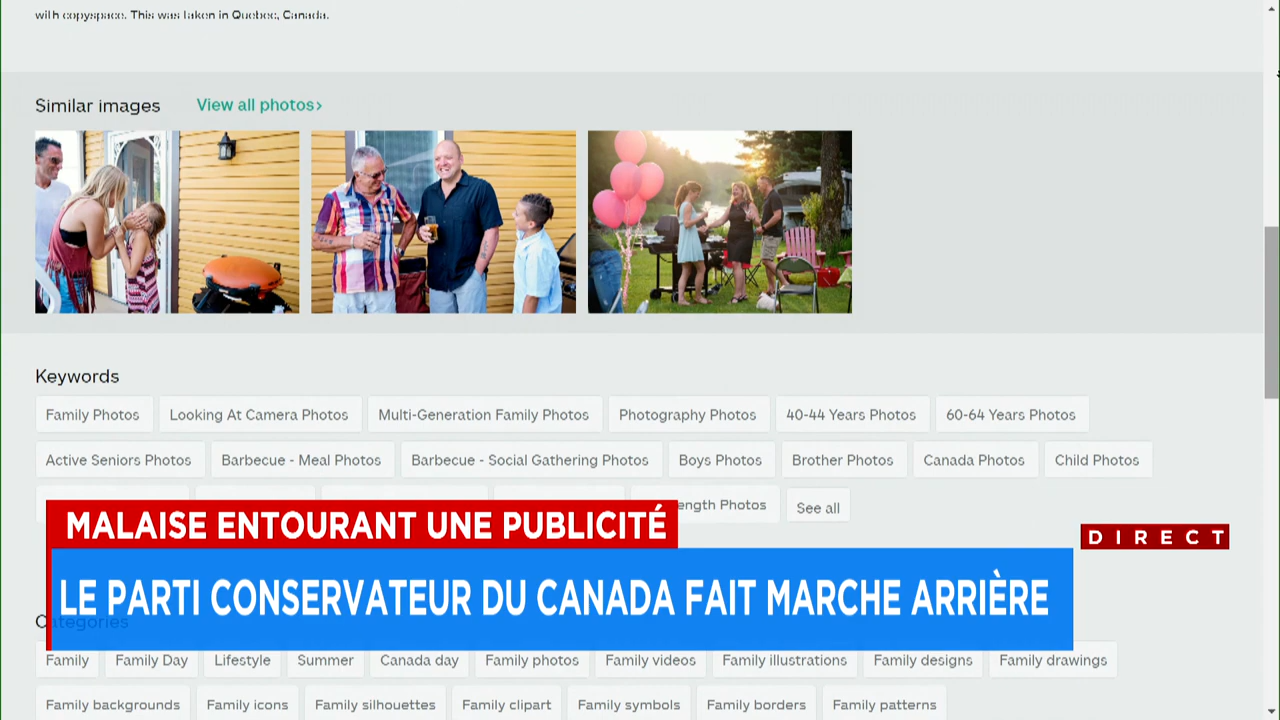 with copyspace. This was taken in Quebec, Canada.
Similar images View all photos›
Keywords
Family Photos Looking At Camera Photos Multi-Generation Family Photos Photography Photos 40-44 Years Photos 60-64 Years Photos
Active Seniors Photos Barbecue - Meal Photos Barbecue - Social Gathering Photos Boys Photos Brother Photos Canada Photos Child Photos
Photos See all
MALAISE ENTOURANT UNE PUBLICITÉ
DIRECT
LE PARTI CONSERVATEUR DU CANADA FAIT MARCHE ARRIÈRE
Categories
Family Family Day Lifestyle Summer Canada day Family photos Family videos Family illustrations Family designs Family drawings
Family backgrounds Family icons Family silhouettes Family clipart Family symbols Family borders Family patterns